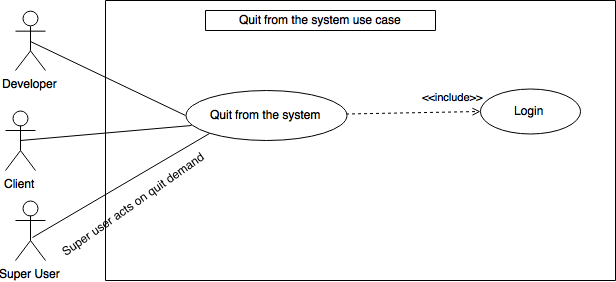 Quit from the system use case
Developer
<<include>>
Quit from the system
Login
Client
Super user acts on quit demand
Super User